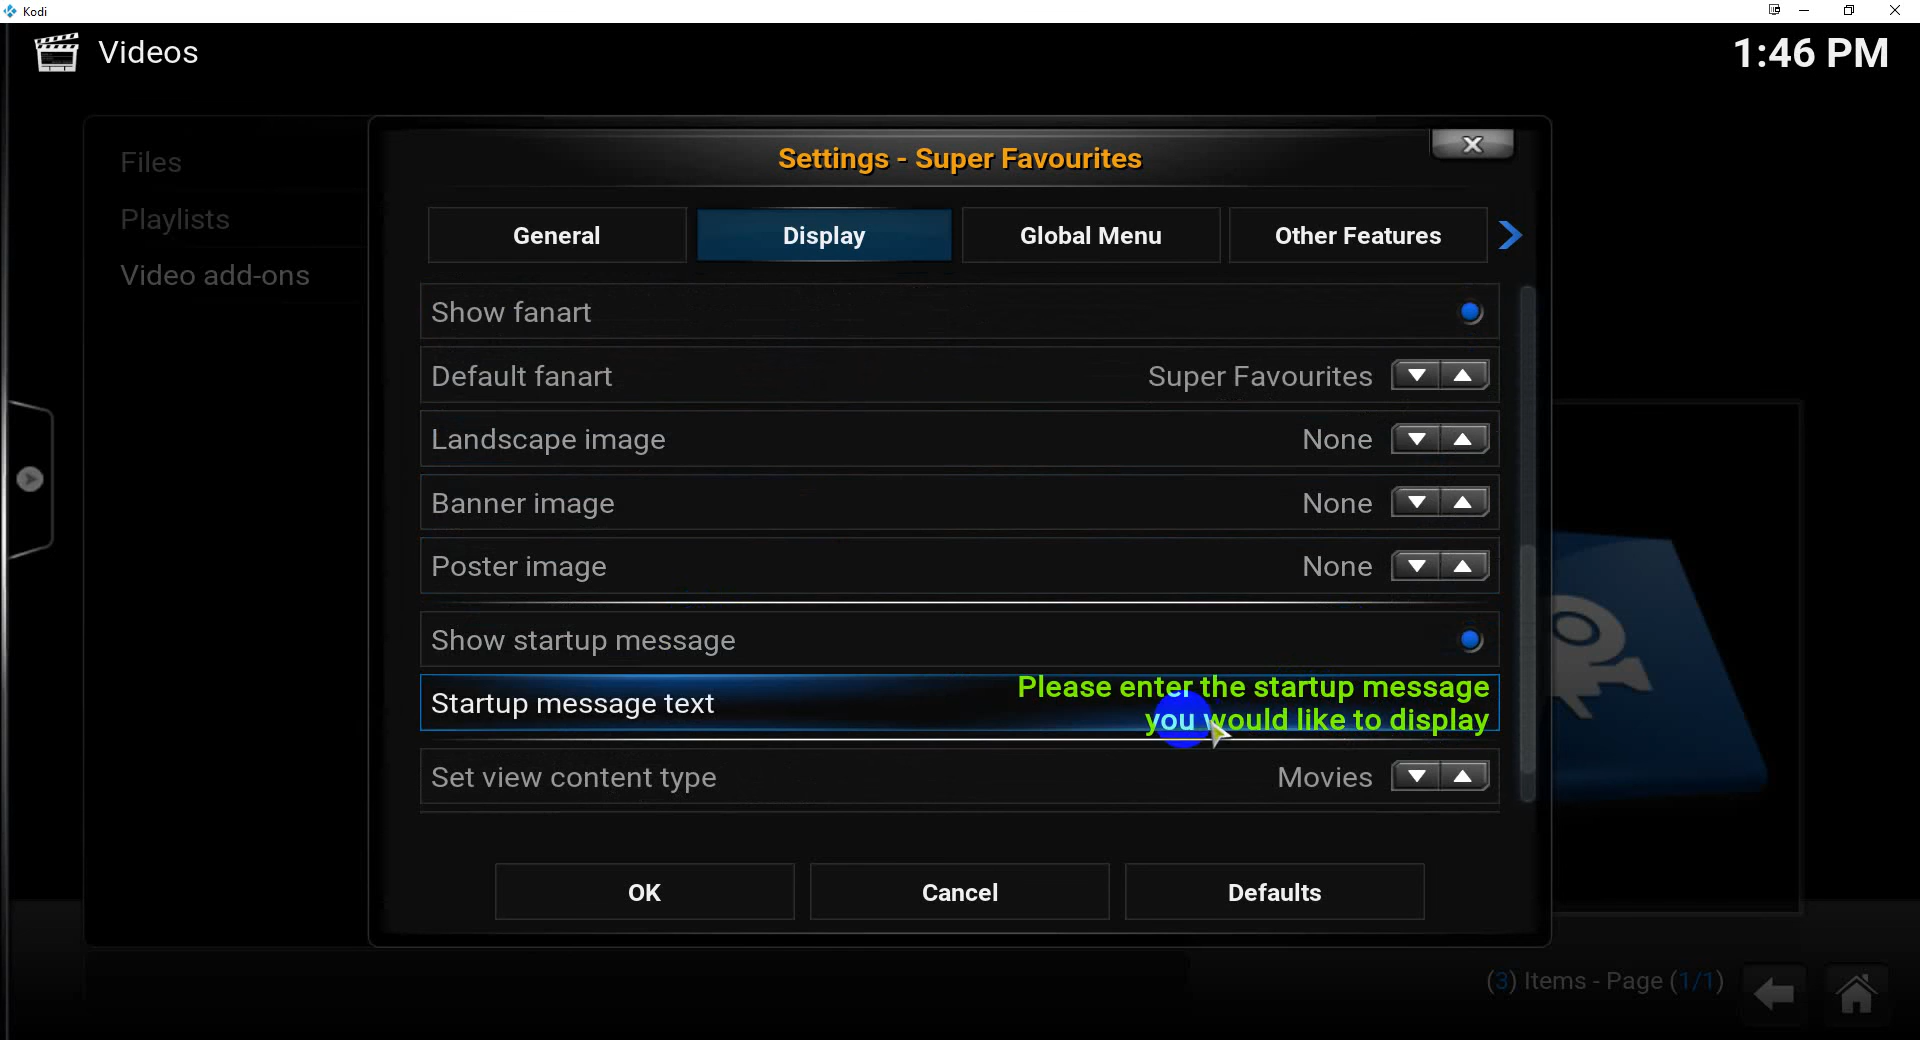 Kodi
Videos
1:46 PM
Files
Playlists
Video add-ons
Settings - Super Favourites
General
Display
Global Menu
Other Features
Show fanart
Default fanart Super Favourites
Landscape image None
Banner image None
Poster image None
Show startup message
Startup message text
Please enter the startup message
you would like to display
Set view content type Movies
OK
Cancel
Defaults
(3) Items - Page (1/1)